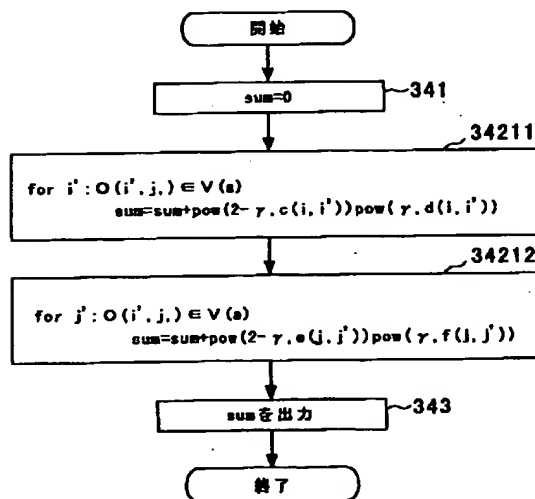 開始
sum=0
341
34211
for i':O(i',j,)∈V(a)
sum=sum+pow(2-γ,c(i,i'))pow(γ,d(i,i'))
34212
for j':O(i',j,)∈V(a)
sum=sum+pow(2-γ,e(j,j'))pow(γ,f(j,j'))
sumを出力
343
終了